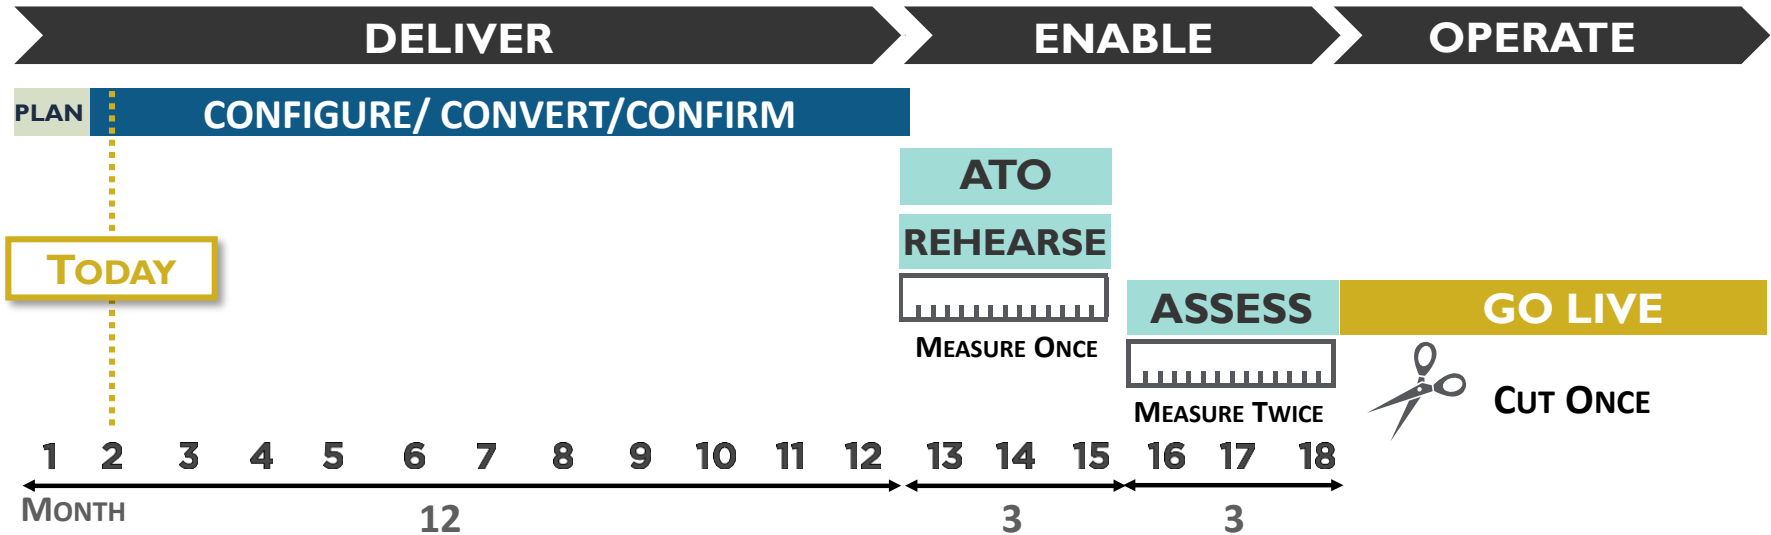 DELIVER ENABLE OPERATE
PLAN CONFIGURE/ CONVERT/CONFIRM
ATO
REHEARSE
TODAY
ASSESS GO LIVE
MEASURE ONCE
CUT ONCE
MEASURE TWICE
1 2 3 4 5 6 7 8 9 10 11 12 13 14 15 16 17 18
MONTH
12 3 3